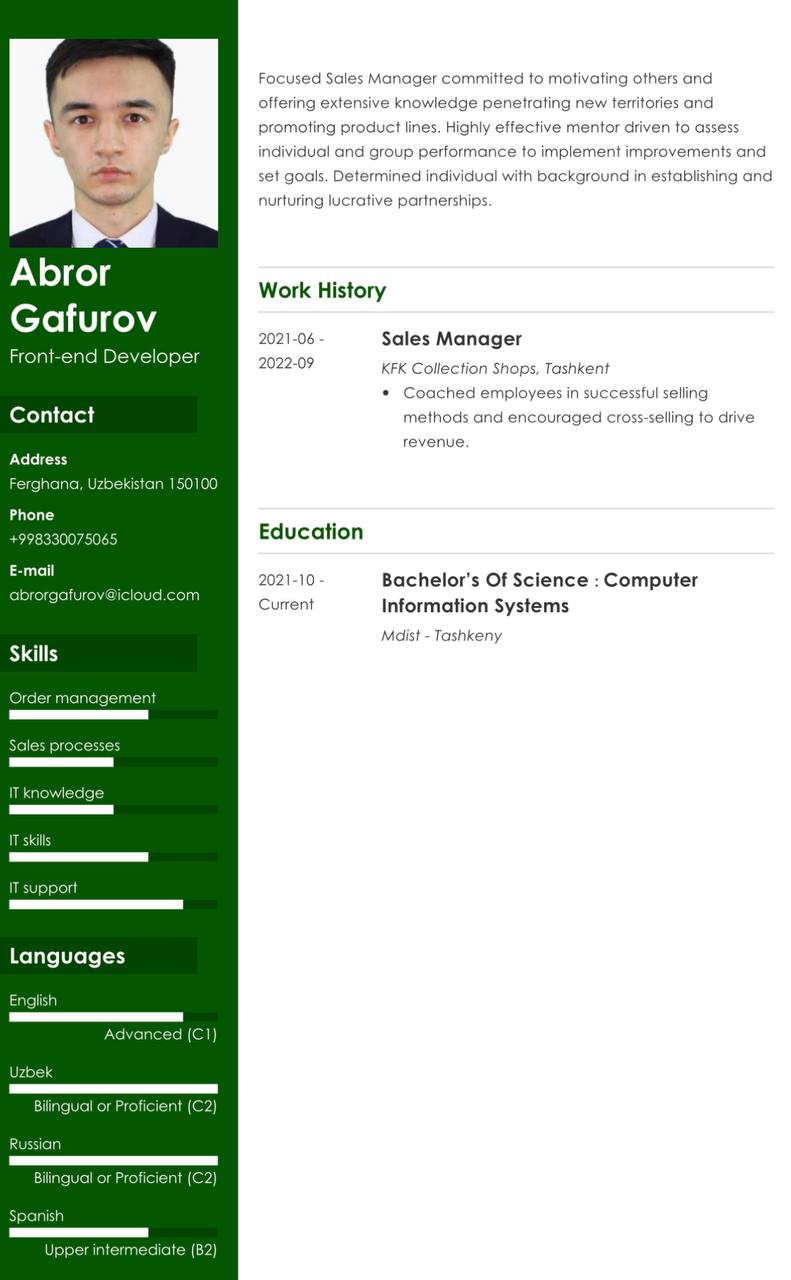 Abror
Gafurov
Front-end Developer
Contact
Address
Ferghana, Uzbekistan 150100
Phone
+998330075065
E-mail
abrorgafurov@icloud.com
Skills
Order management
Sales processes
IT knowledge
IT skills
IT support
Languages
English
Advanced (C1)
Uzbek
Bilingual or Proficient (C2)
Russian
Bilingual or Proficient (C2)
Spanish
Upper intermediate (B2)
Focused Sales Manager committed to motivating others and
offering extensive knowledge penetrating new territories and
promoting product lines. Highly effective mentor driven to assess
individual and group performance to implement improvements and
set goals. Determined individual with background in establishing and
nurturing lucrative partnerships.
Work History
2021-06 -
2022-09
Sales Manager
KFK Collection Shops, Tashkent
• Coached employees in successful selling
methods and encouraged cross-selling to drive
revenue.
Education
2021-10 -
Current
Bachelor’s Of Science : Computer
Information Systems
Mdist - Tashkeny